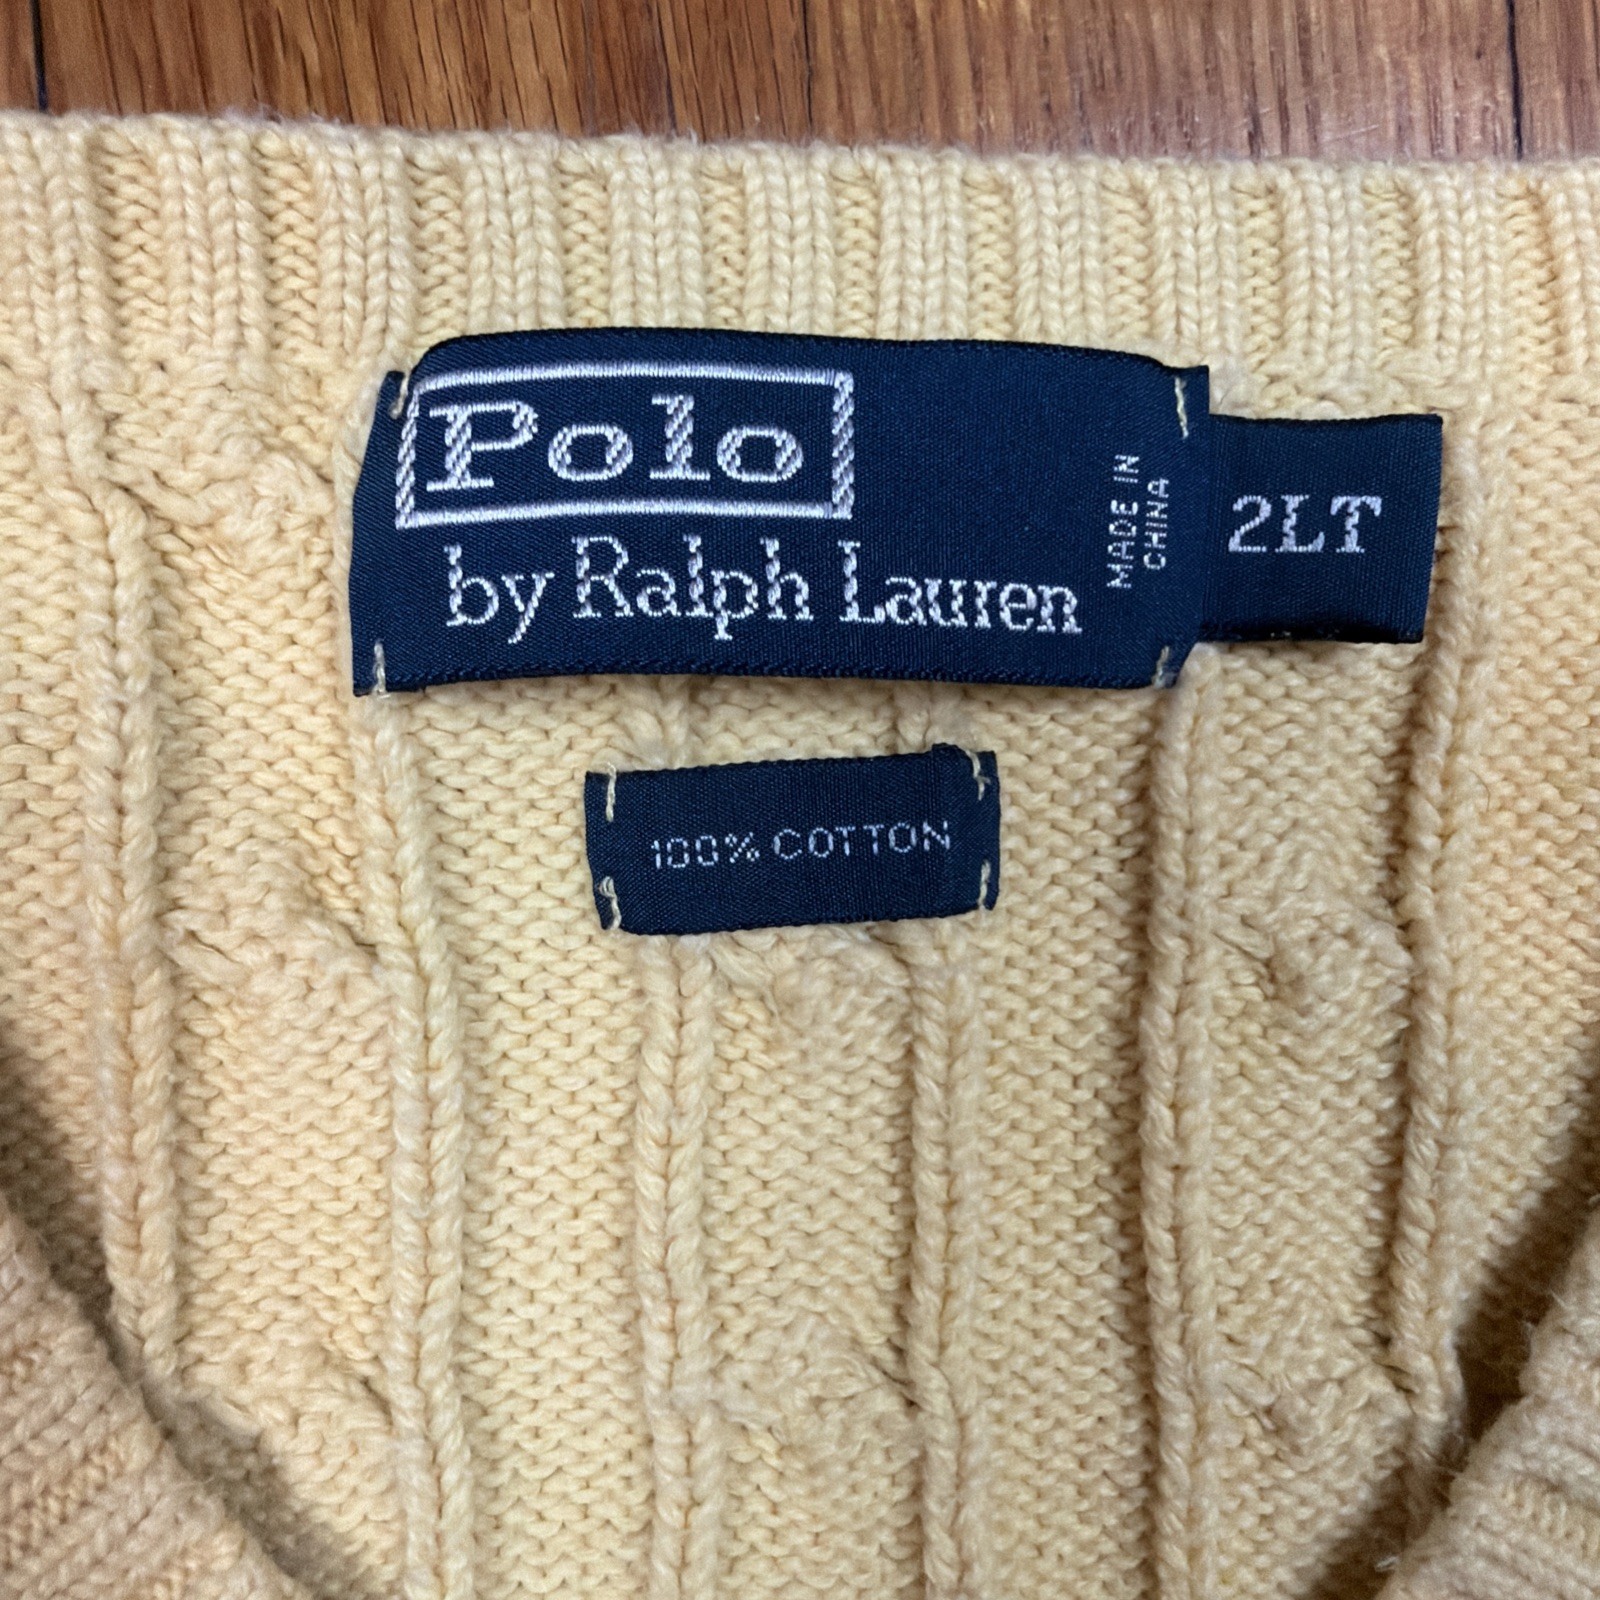 Polo
by Ralph Lauren
MADE IN
CHINA
2LT
100% COTTON